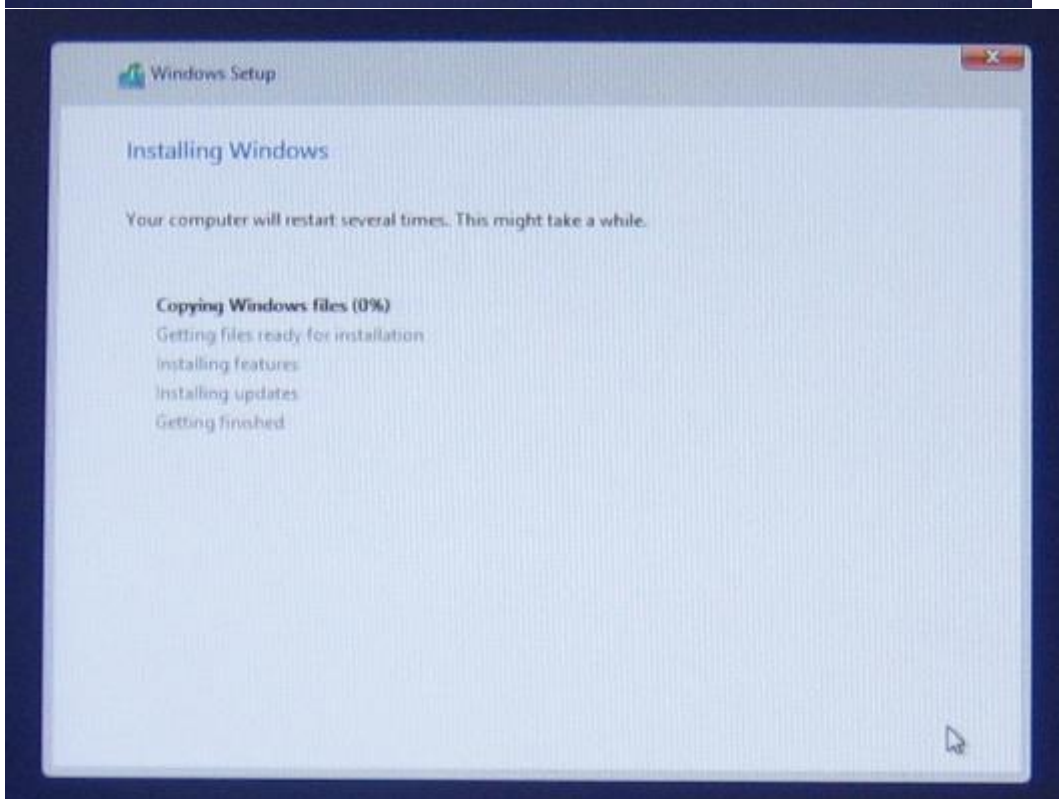 Windows Setup
Installing Windows
Your computer will restart several times. This might take a while.
Copying Windows files (0%)
Getting files ready for installation
Installing features
Installing updates
Getting finished